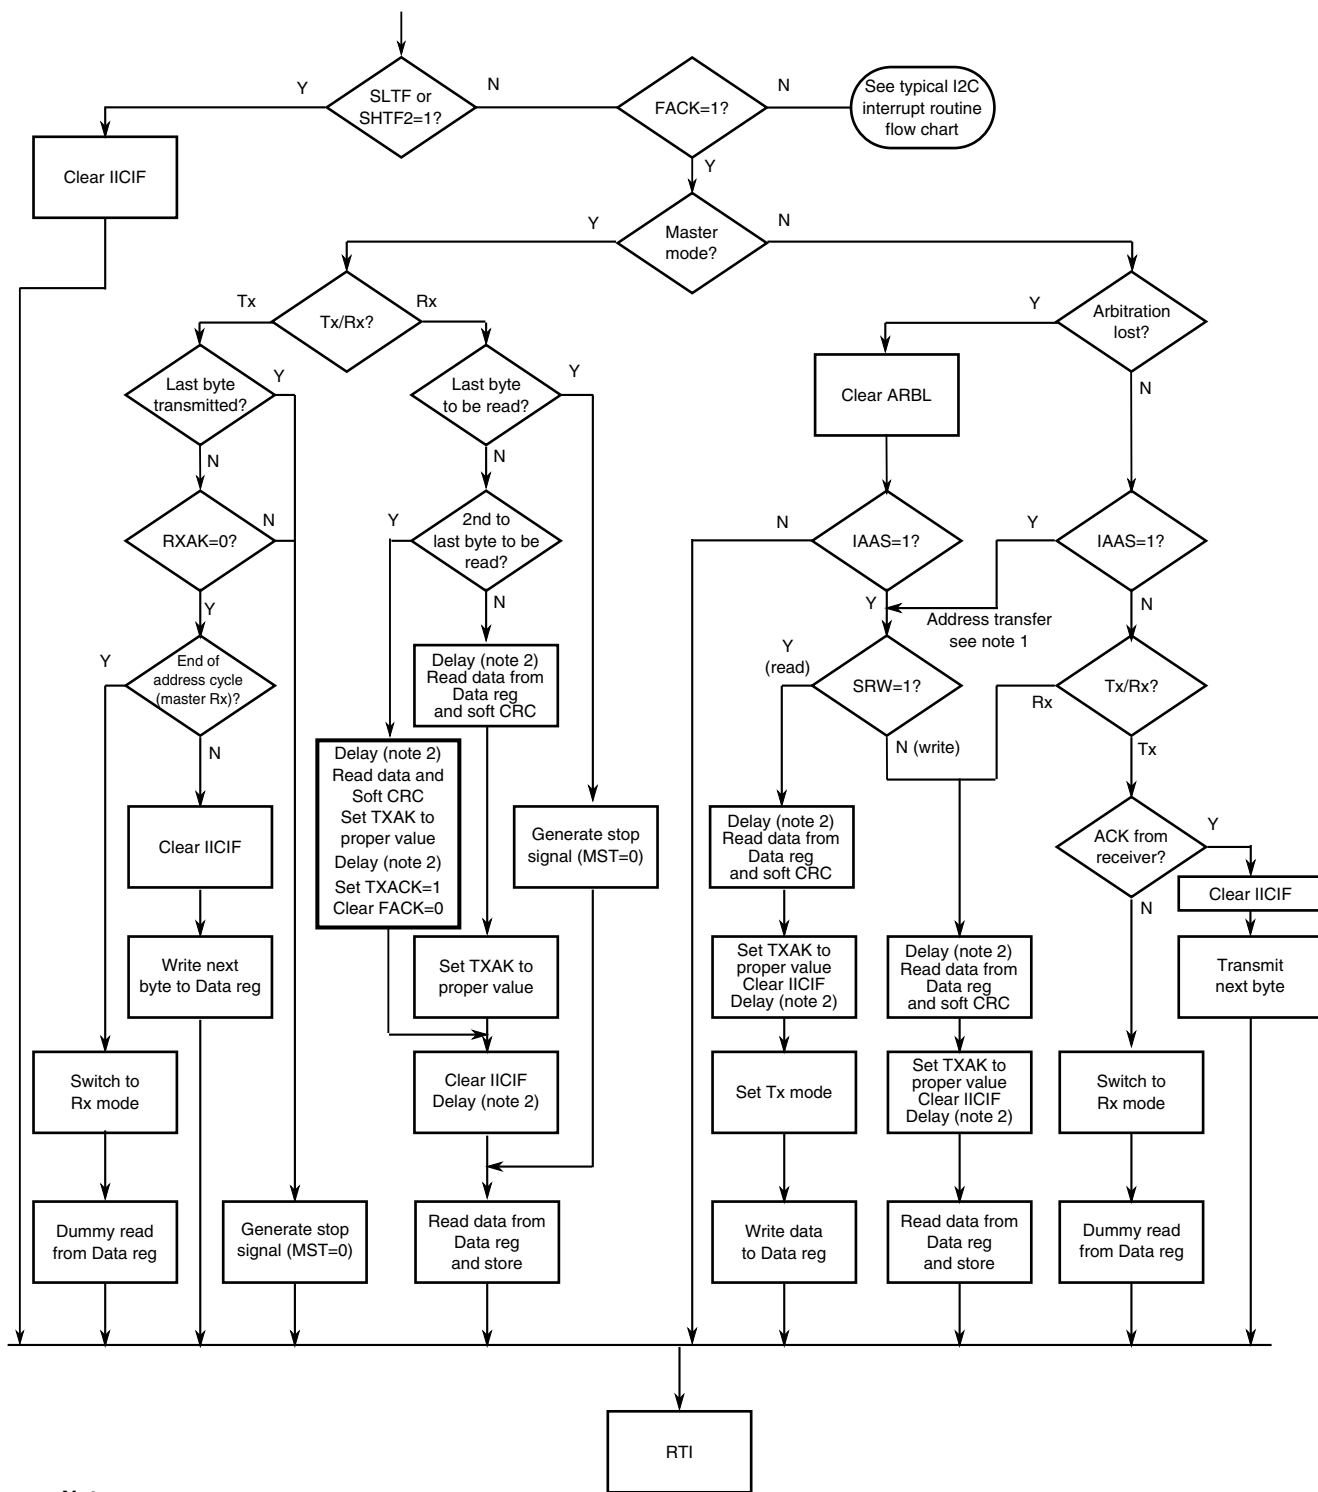 Y
SLTF or
SHTF2=1?
N
FACK=1?
N
See typical I2C
interrupt routine
flow chart
Clear IICIF
Y
Y
Master
mode?
N
Tx
Tx/Rx?
Rx
Y
Arbitration
lost?
Last byte
transmitted?
Y
Last byte
to be read?
Y
Clear ARBL
N
N
N
RXAK=0?
N
Y
2nd to
last byte to be
read?
N
IAAS=1?
Y
IAAS=1?
Y
N
Y
Address transfer
see note 1
N
Y
End of
address cycle
(master Rx)?
Delay (note 2)
Read data from
Data reg
and soft CRC
Y
(read)
SRW=1?
Rx
Tx/Rx?
N
N (write)
Tx
Delay (note 2)
Read data and
Soft CRC
Set TXAK to
proper value
Delay (note 2)
Set TXACK=1
Clear FACK=0
Clear IICIF
Generate stop
signal (MST=0)
Delay (note 2)
Read data from
Data reg
and soft CRC
ACK from
receiver?
Y
N
Clear IICIF
Write next
byte to Data reg
Set TXAK to
proper value
Set TXAK to
proper value
Clear IICIF
Delay (note 2)
Delay (note 2)
Read data from
Data reg
and soft CRC
Transmit
next byte
Switch to
Rx mode
Clear IICIF
Delay (note 2)
Set Tx mode
Set TXAK to
proper value
Clear IICIF
Delay (note 2)
Switch to
Rx mode
Dummy read
from Data reg
Generate stop
signal (MST=0)
Read data from
Data reg
and store
Write data
to Data reg
Read data from
Data reg
and store
Dummy read
from Data reg
RTI